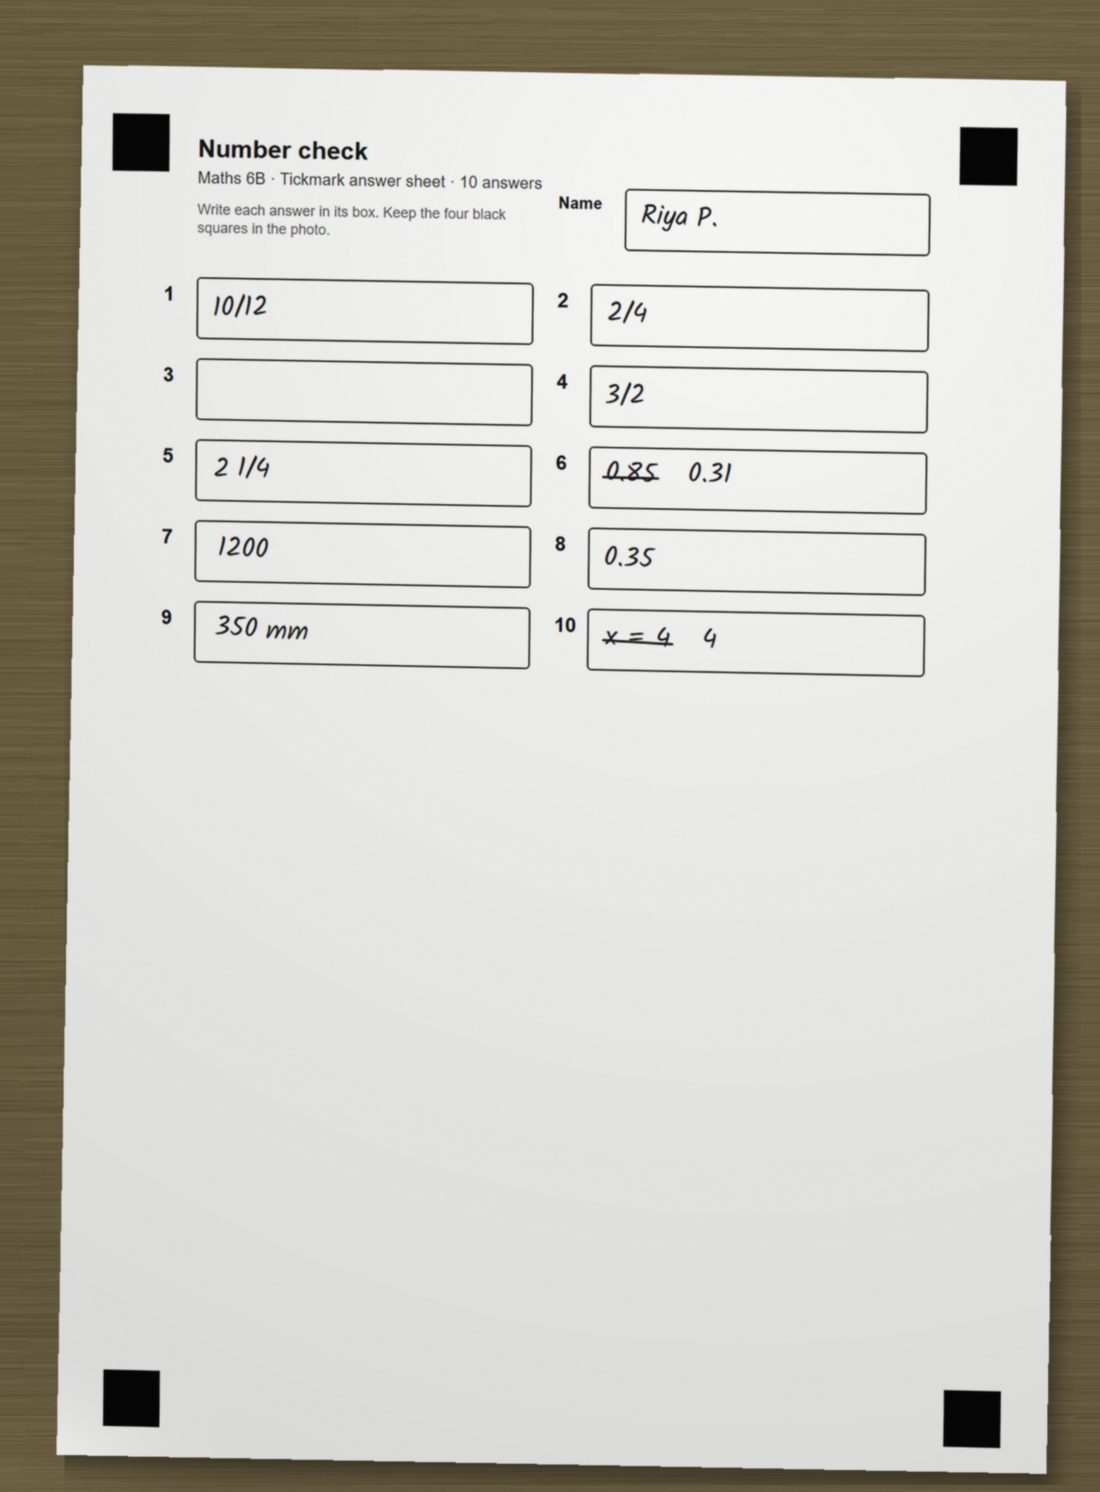 Number check
Maths 6B · Tickmark answer sheet · 10 answers
Write each answer in its box. Keep the four black
squares in the photo.
Name Riya P.
1 10/12
2 2/4
3
4 3/2
5 2 1/4
6 0.85 0.31
7 1200
8 0.35
9 350 mm
10 x = 4 4